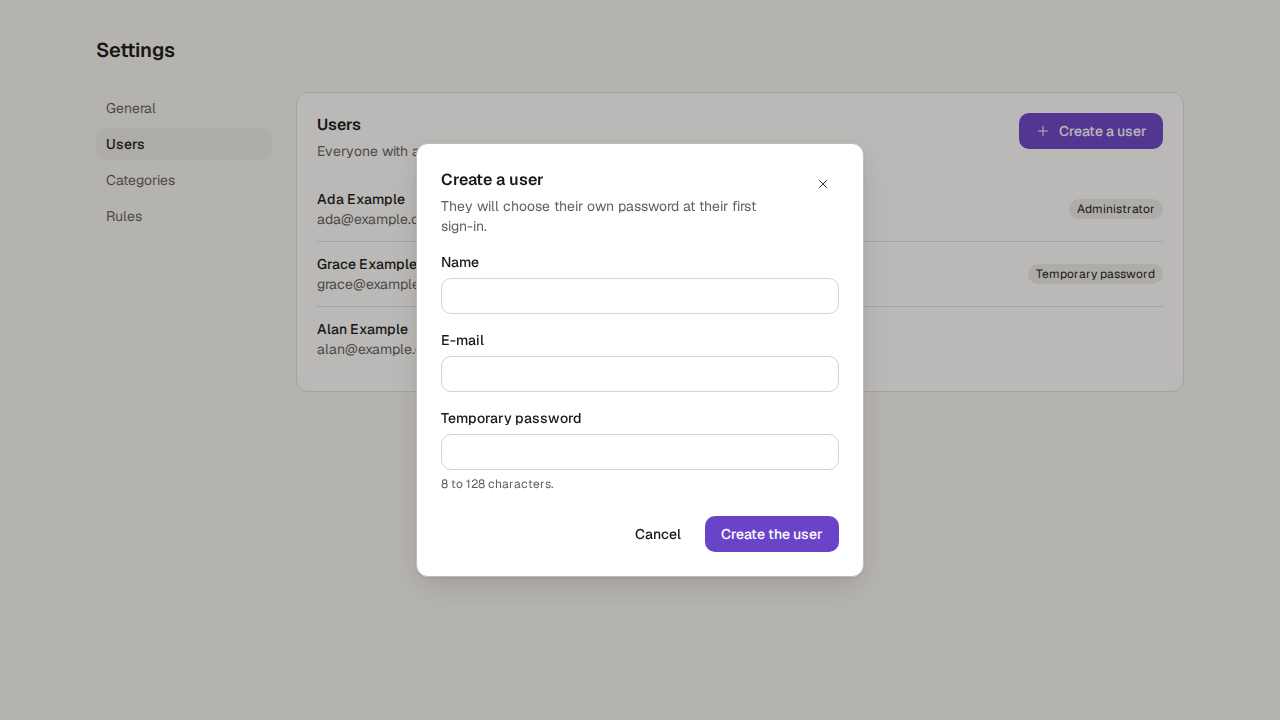 Settings
General
Users
Categories
Rules
Users
Create a user
Everyone with
Ada Example
Administrator
Grace Example
Temporary password
Alan Example
Create a user
They will choose their own password at their first
sign-in.
Name
E-mail
Temporary password
8 to 128 characters.
Cancel
Create the user